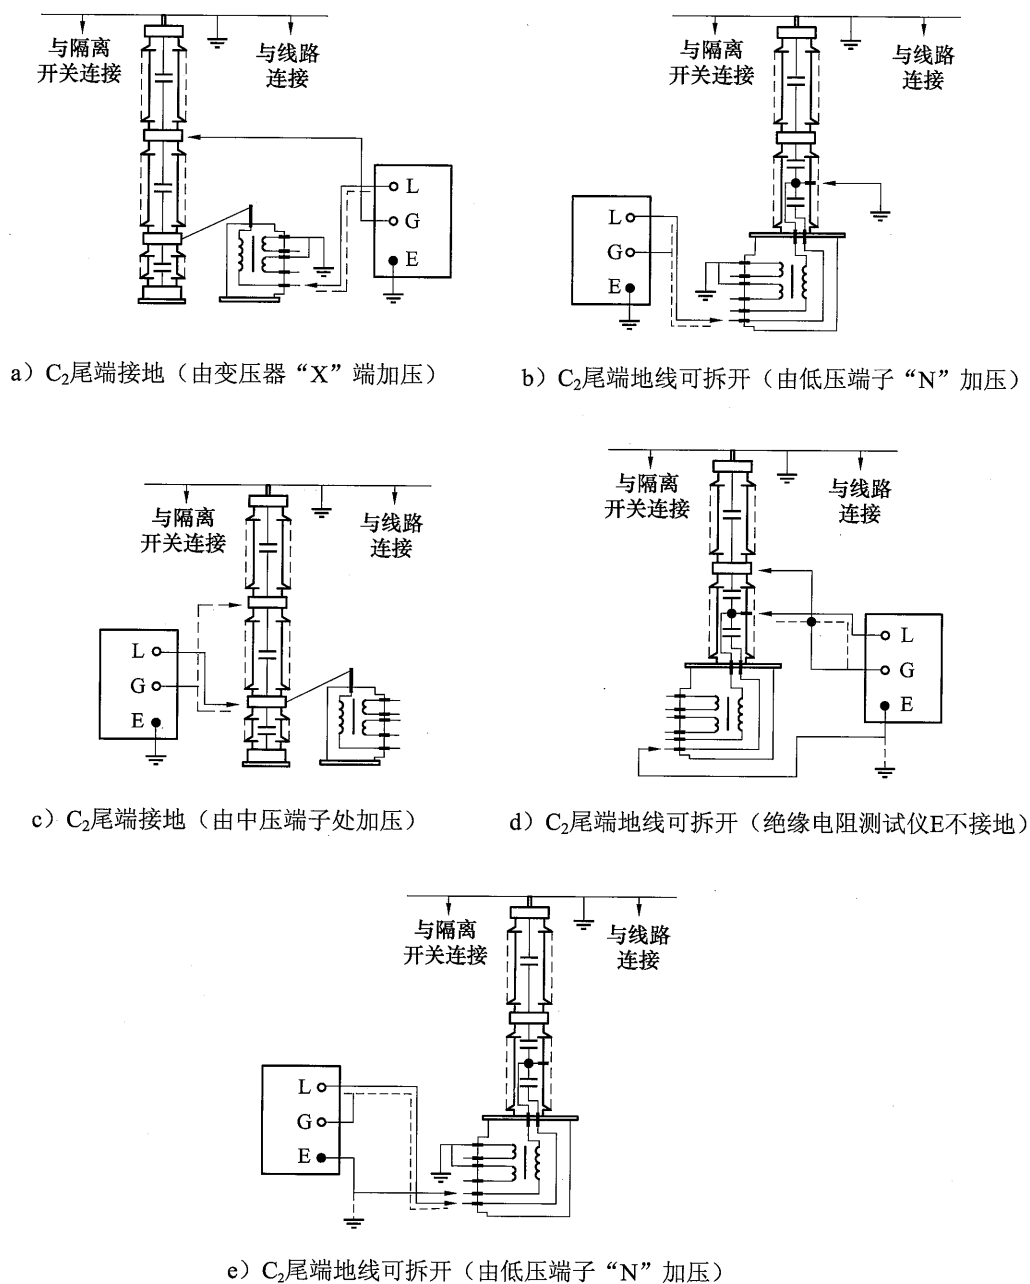 与隔离
开关连接
与线路
连接
L
G
E
a）C₂尾端接地（由变压器“X”端加压）
与隔离
开关连接
与线路
连接
L
G
E
b）C₂尾端地线可拆开（由低压端子“N”加压）
与隔离
开关连接
与线路
连接
L
G
E
c）C₂尾端接地（由中压端子处加压）
与隔离
开关连接
与线路
连接
L
G
E
d）C₂尾端地线可拆开（绝缘电阻测试仪E不接地）
与隔离
开关连接
与线路
连接
L
G
E
e）C₂尾端地线可拆开（由低压端子“N”加压）